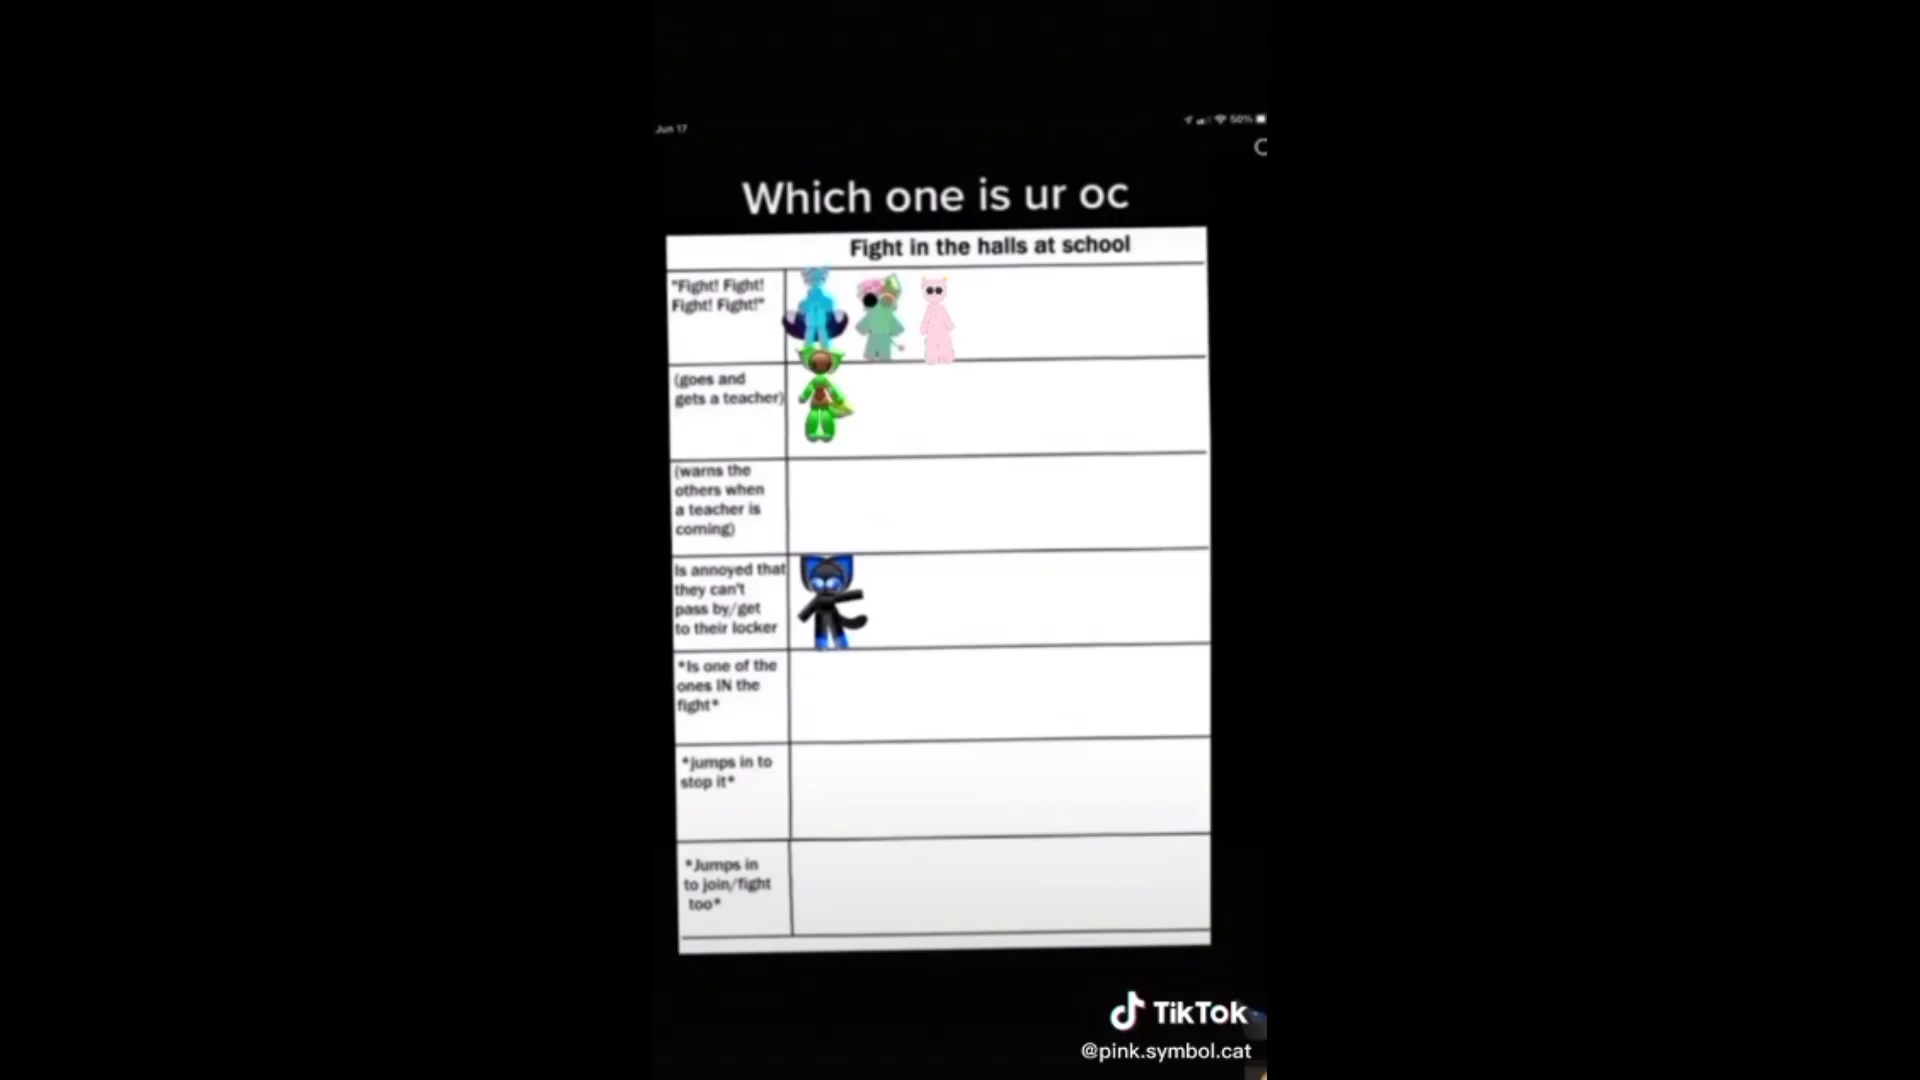 Jun 17
50%
Which one is ur oc
Fight in the halls at school
"Fight! Fight!
Fight! Fight!"
(goes and
gets a teacher)
(warns the
others when
a teacher is
coming)
Is annoyed that
they can't
pass by/get
to their locker
*Is one of the
ones IN the
fight*
*jumps in to
stop it*
*Jumps in
to join/fight
too*
TikTok
@pink.symbol.cat